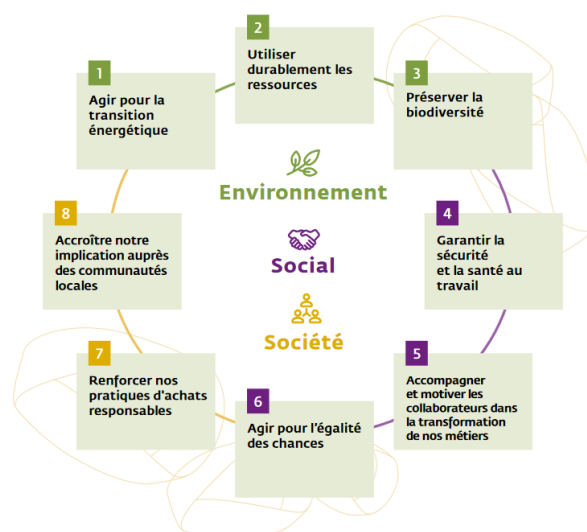 1
Agir pour la
transition
énergétique
2
Utiliser
durablement les
ressources
3
Préserver la
biodiversité
Environnement
Social
Société
4
Garantir la
sécurité
et la santé au
travail
5
Accompagner
et motiver les
collaborateurs dans
la transformation
de nos métiers
6
Agir pour l'égalité
des chances
7
Renforcer nos
pratiques d'achats
responsables
8
Accroître notre
implication auprès
des communautés
locales